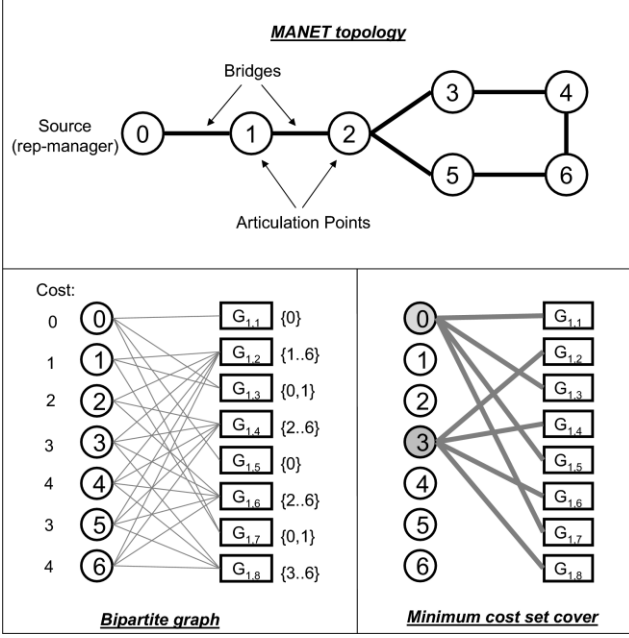 MANET topology
Bridges
Source
(rep-manager)
0
1
2
3
4
5
6
Articulation Points
Cost:
0 0 G1,1 {0}
1 1 G1,2 {1..6}
2 2 G1,3 {0,1}
3 3 G1,4 {2..6}
4 4 G1,5 {0}
3 5 G1,6 {2..6}
4 6 G1,7 {0,1}
G1,8 {3..6}
Bipartite graph
0 G1,1
1 G1,2
2 G1,3
3 G1,4
4 G1,5
5 G1,6
6 G1,7
G1,8
Minimum cost set cover